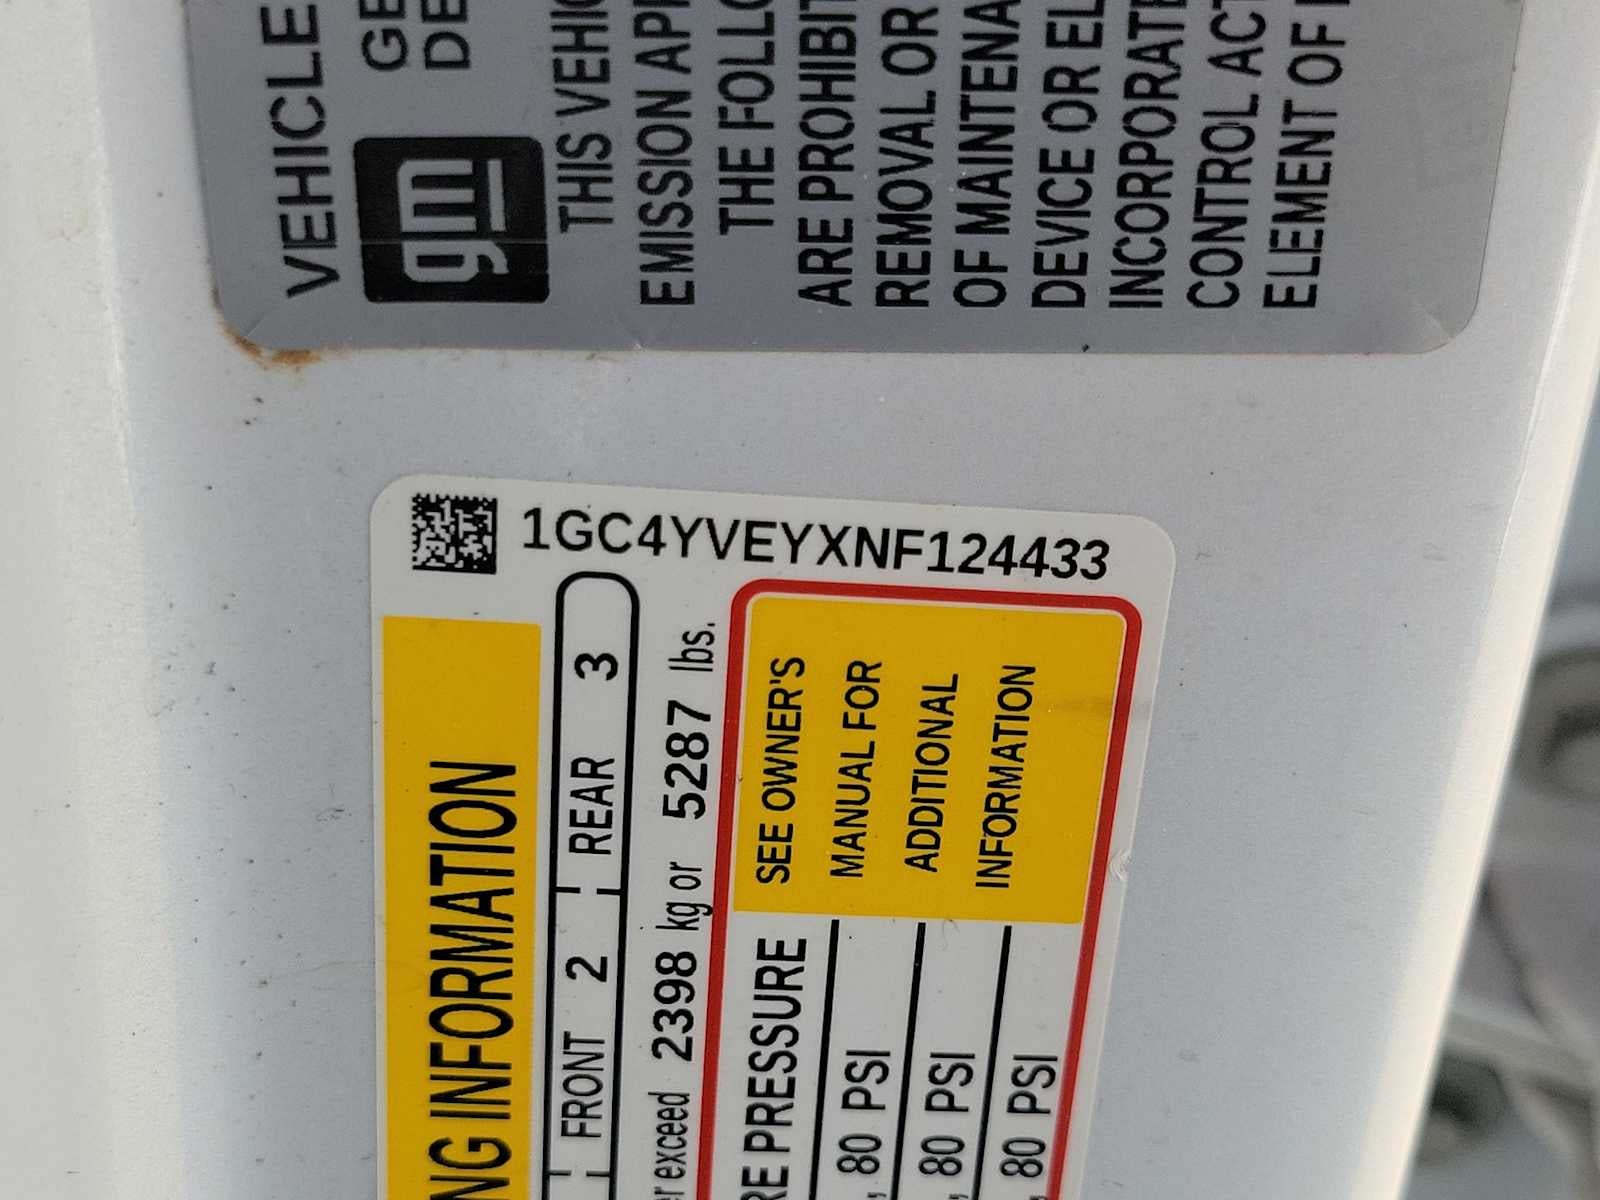 VEHICLE
GE
DE
gm
THIS VEHIC
EMISSION APP
THE FOLLO
ARE PROHIBIT
REMOVAL OR
OF MAINTENA
DEVICE OR EL
INCORPORATE
CONTROL ACT
ELEMENT OF
1GC4YVEYXNF124433
NG INFORMATION
FRONT 2 REAR 3
er exceed 2398 kg or 5287 lbs.
RE PRESSURE
, 80 PSI
, 80 PSI
, 80 PSI
SEE OWNER'S
MANUAL FOR
ADDITIONAL
INFORMATION